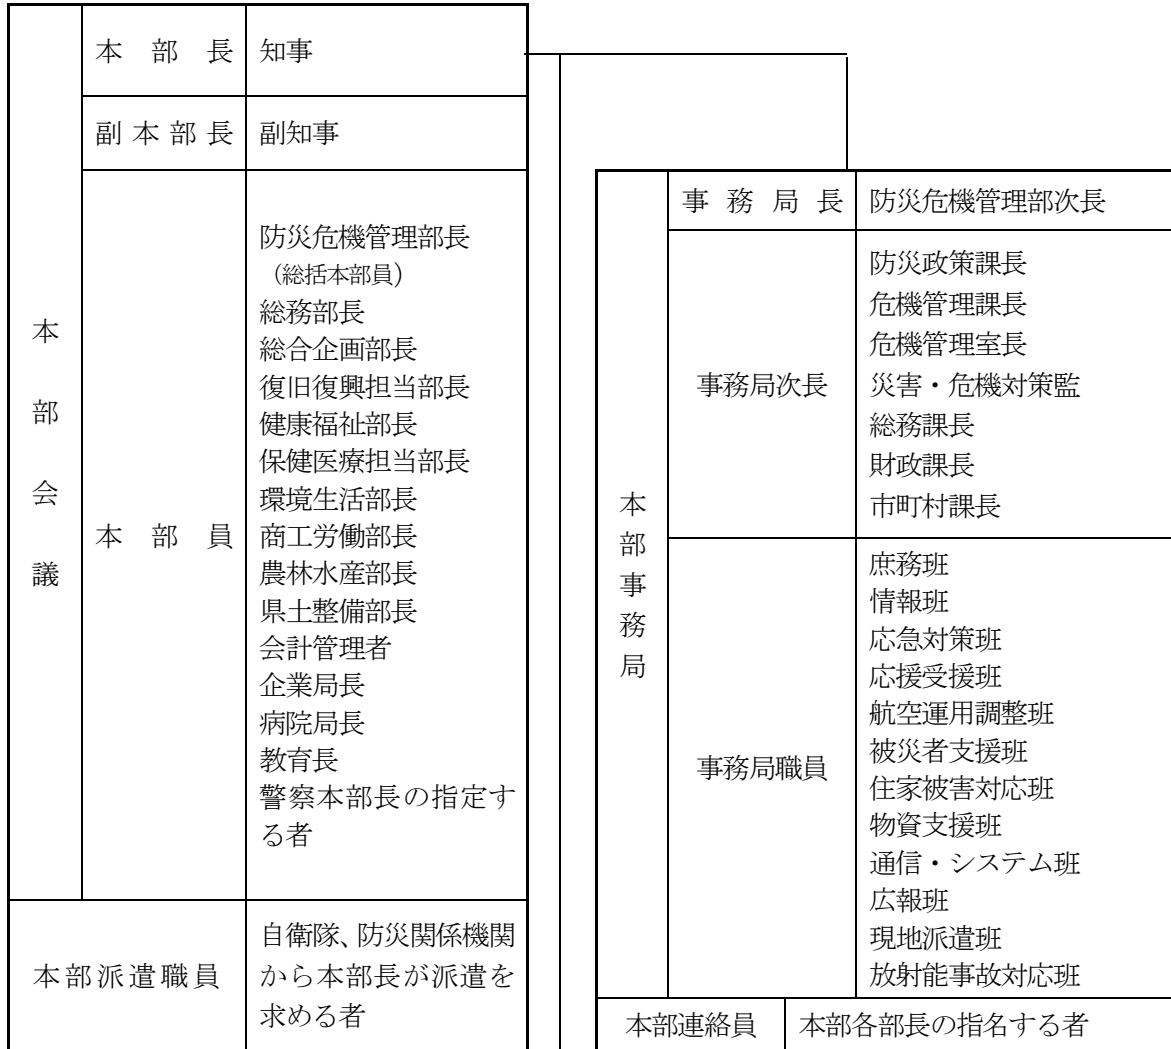 本部会議
本部長
知事
副本部長
副知事
本部員
防災危機管理部長
（総括本部員）
総務部長
総合企画部長
復旧復興担当部長
健康福祉部長
保健医療担当部長
環境生活部長
商工労働部長
農林水産部長
県土整備部長
会計管理者
企業局長
病院局長
教育長
警察本部長の指定す
る者
本部派遣職員
自衛隊、防災関係機関
から本部長が派遣を
求める者
本部事務局
事務局長
防災危機管理部次長
事務局次長
防災政策課長
危機管理課長
危機管理室長
災害・危機対策監
総務課長
財政課長
市町村課長
事務局職員
庶務班
情報班
応急対策班
応援受援班
航空運用調整班
被災者支援班
住家被害対応班
物資支援班
通信・システム班
広報班
現地派遣班
放射能事故対応班
本部連絡員
本部各部長の指名する者